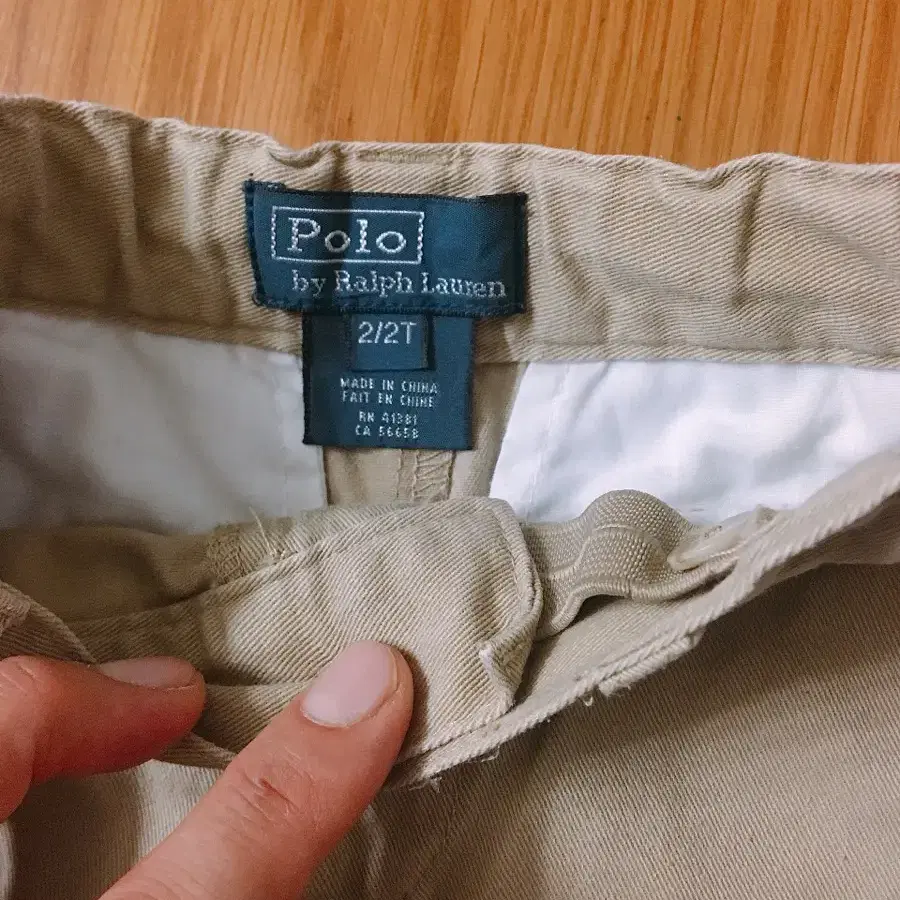 Polo
by Ralph Lauren
2/2T
MADE IN CHINA
FAIT EN CHINE
RN 41381
CA 56658